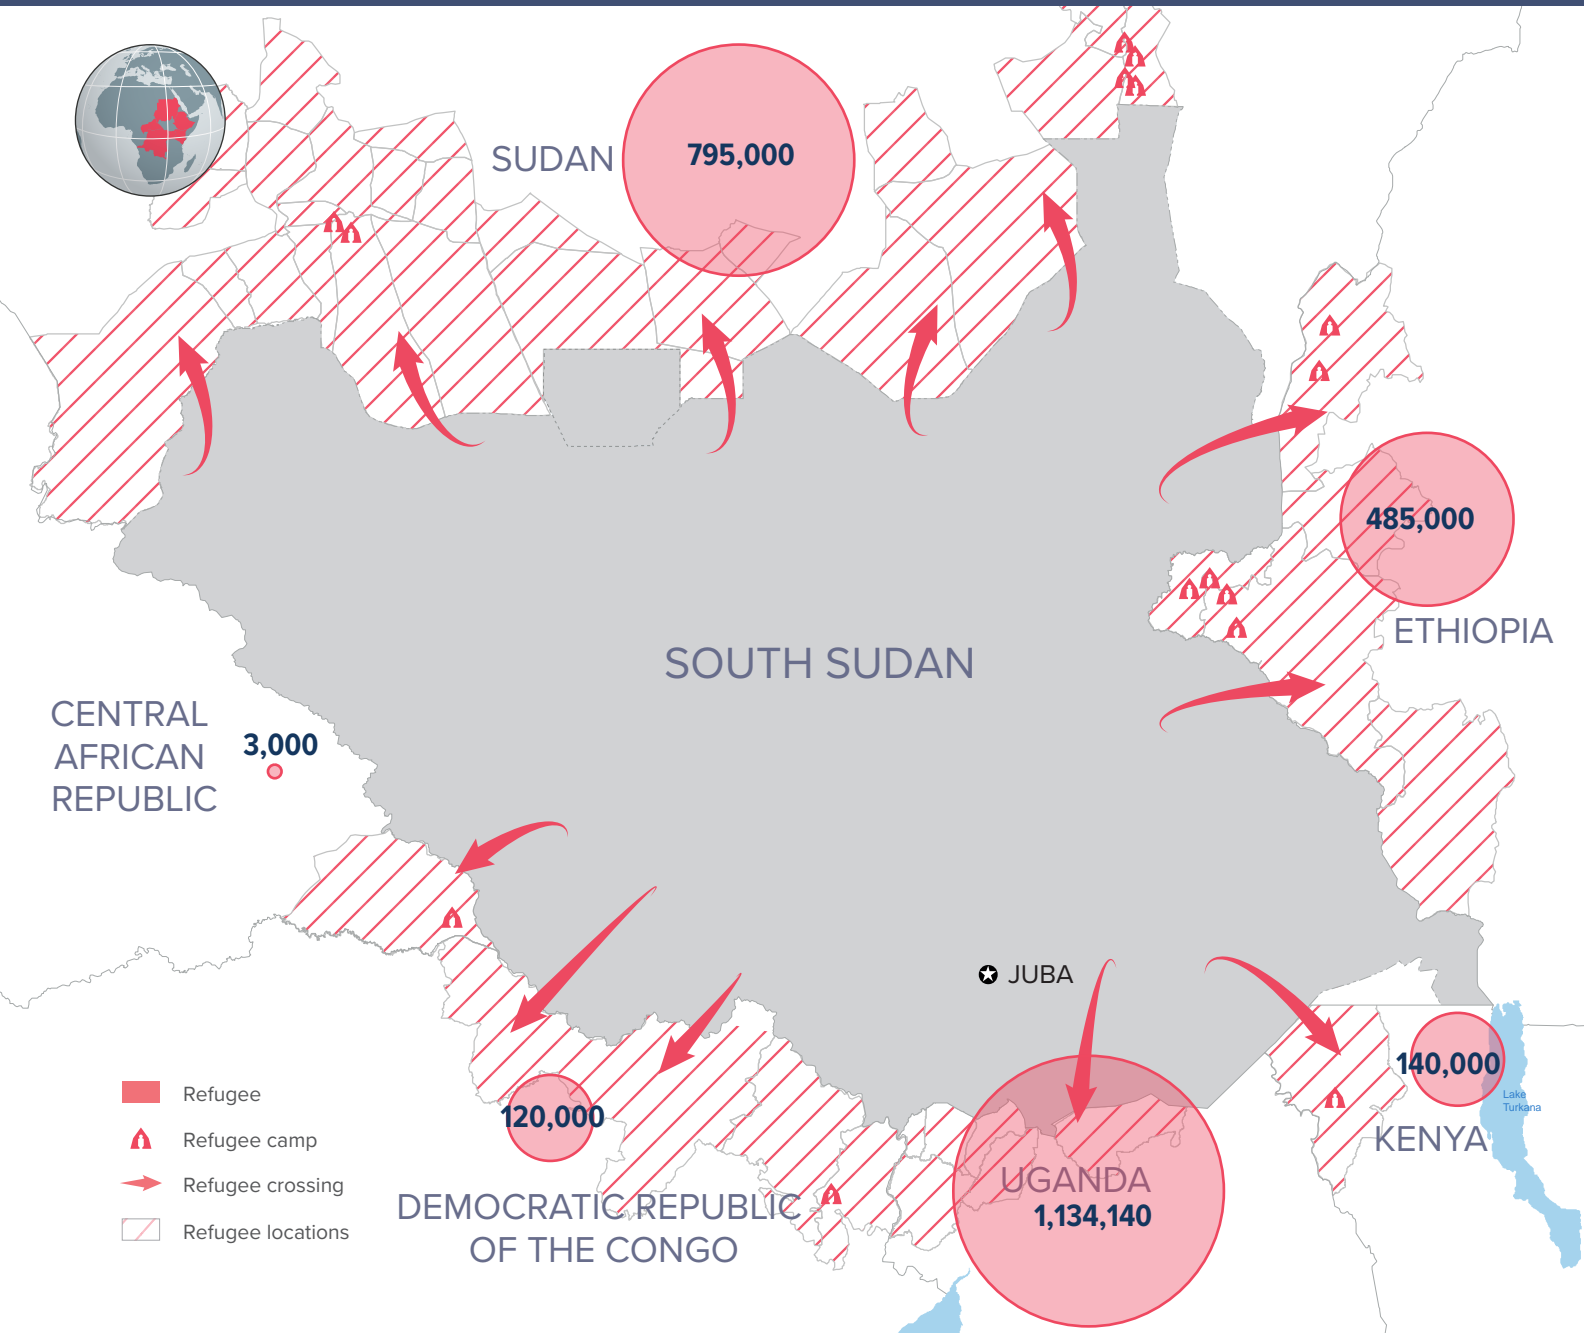 SUDAN
795,000
485,000
ETHIOPIA
SOUTH SUDAN
CENTRAL
AFRICAN
REPUBLIC
3,000
JUBA
140,000
Lake
Turkana
KENYA
120,000
DEMOCRATIC REPUBLIC
OF THE CONGO
UGANDA
1,134,140
Refugee
Refugee camp
Refugee crossing
Refugee locations